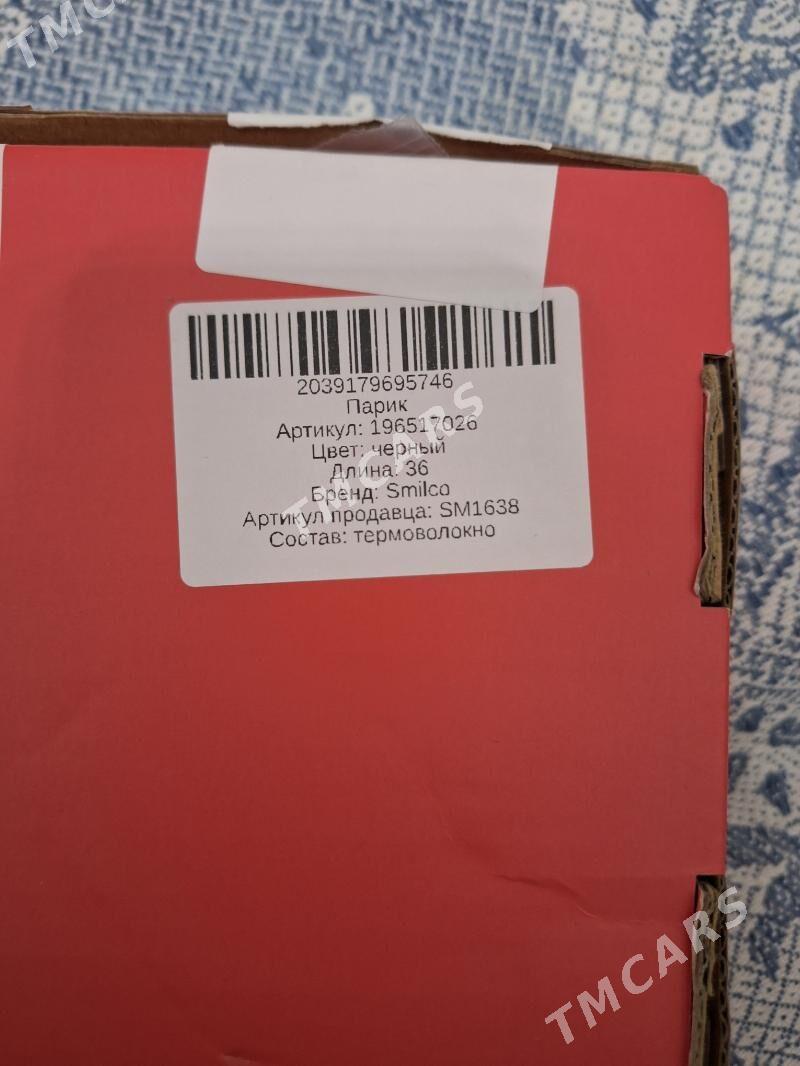 TMCARS
2039179695746
Парик
Артикул: 196517026
Цвет: черный
Длина: 36
Бренд: Smilco
Артикул продавца: SM1638
Состав: термоволокно
TMCARS
TMCARS